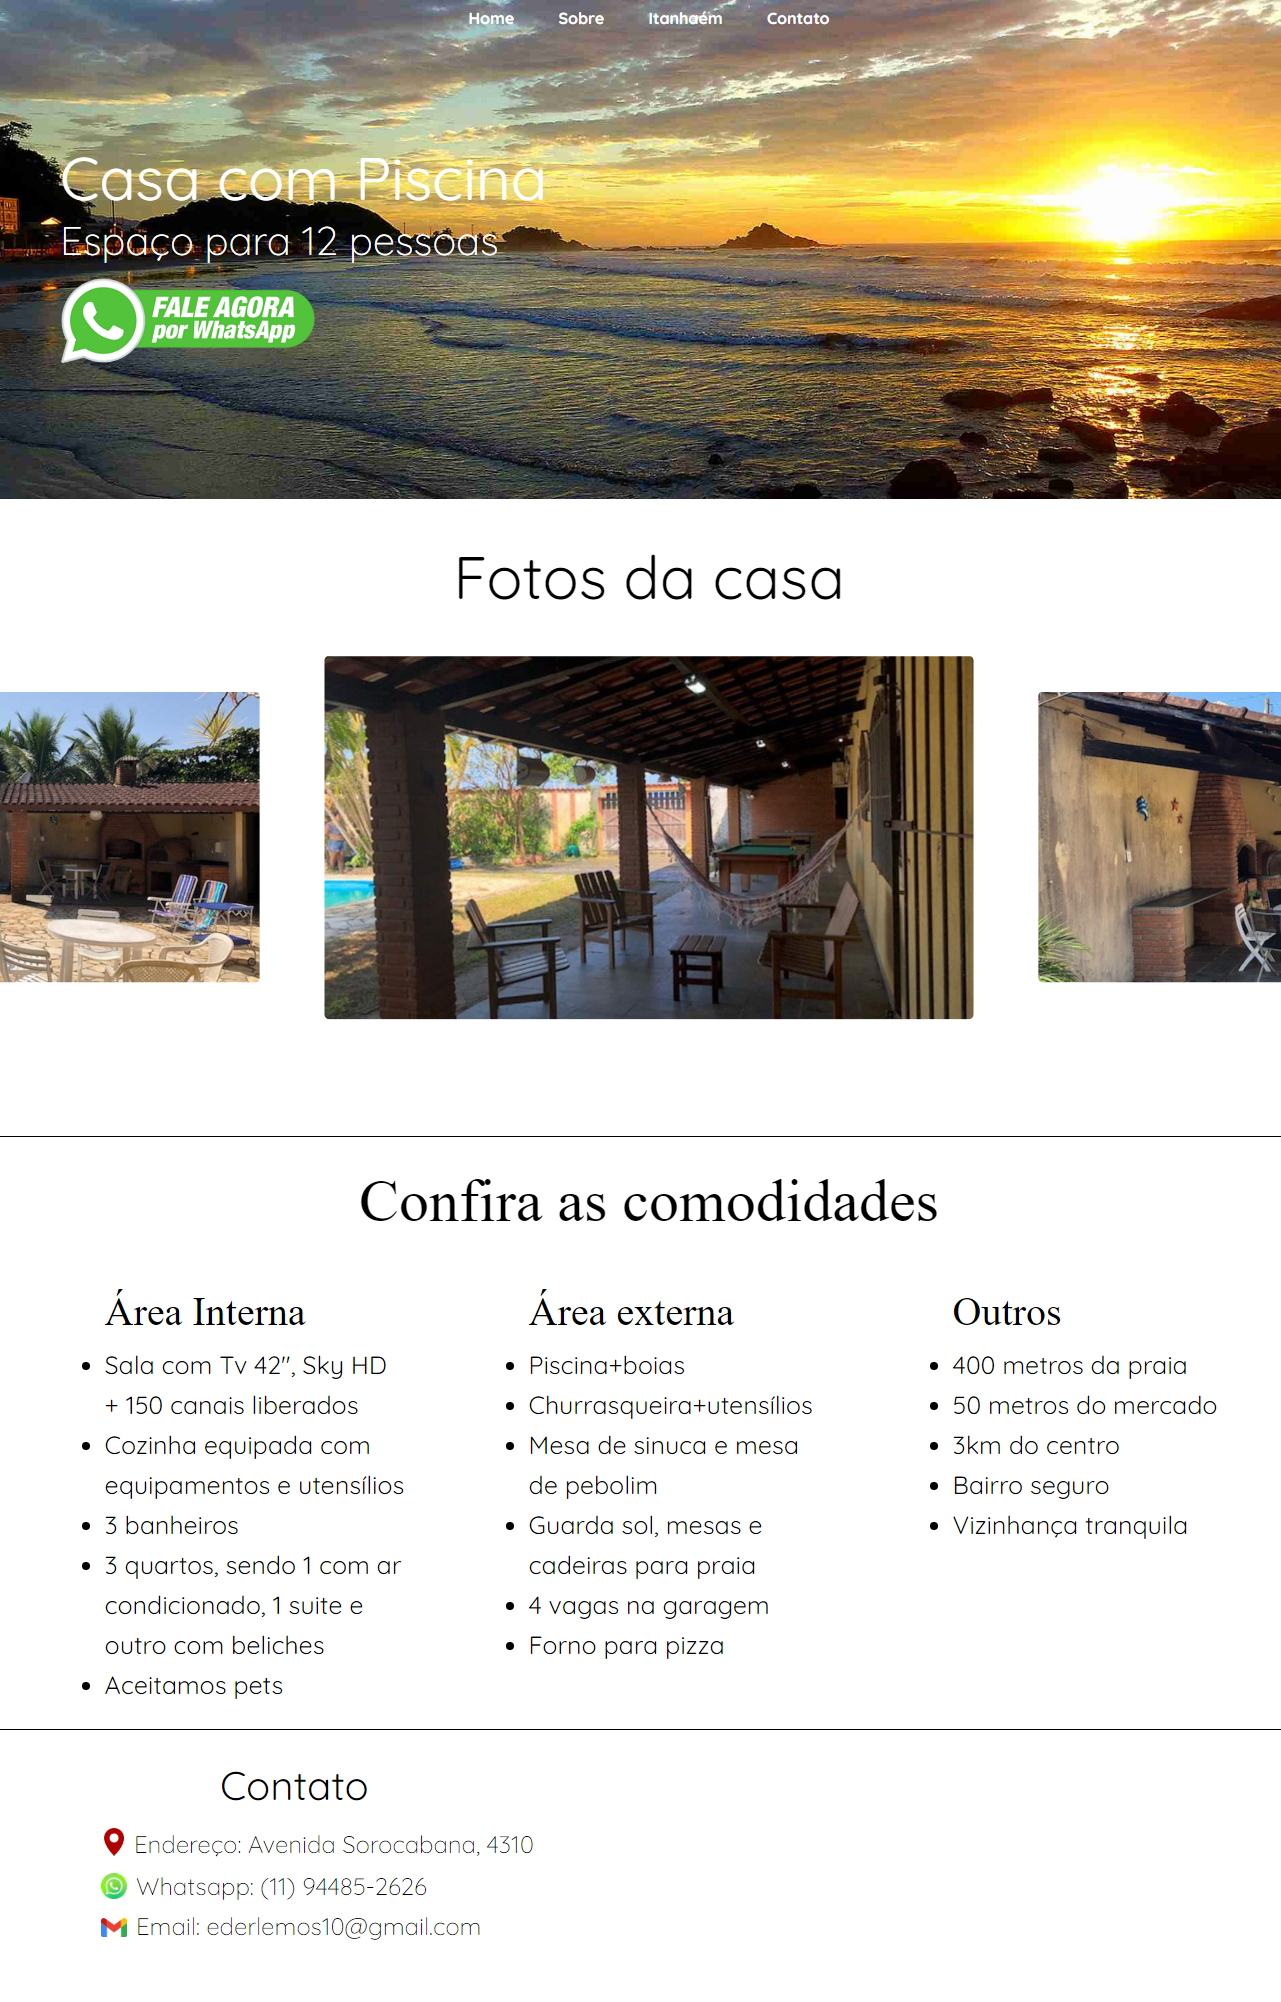 Home Sobre Itanhaém Contato
Casa com Piscina
Espaço para 12 pessoas
FALE AGORA
por WhatsApp
Fotos da casa
Confira as comodidades
Área Interna
Sala com Tv 42", Sky HD
+ 150 canais liberados
Cozinha equipada com
equipamentos e utensílios
3 banheiros
3 quartos, sendo 1 com ar
condicionado, 1 suite e
outro com beliches
Aceitamos pets
Área externa
Piscina+boias
Churrasqueira+utensílios
Mesa de sinuca e mesa
de pebolim
Guarda sol, mesas e
cadeiras para praia
4 vagas na garagem
Forno para pizza
Outros
400 metros da praia
50 metros do mercado
3km do centro
Bairro seguro
Vizinhança tranquila
Contato
Endereço: Avenida Sorocabana, 4310
Whatsapp: (11) 94485-2626
Email: ederlemos10@gmail.com